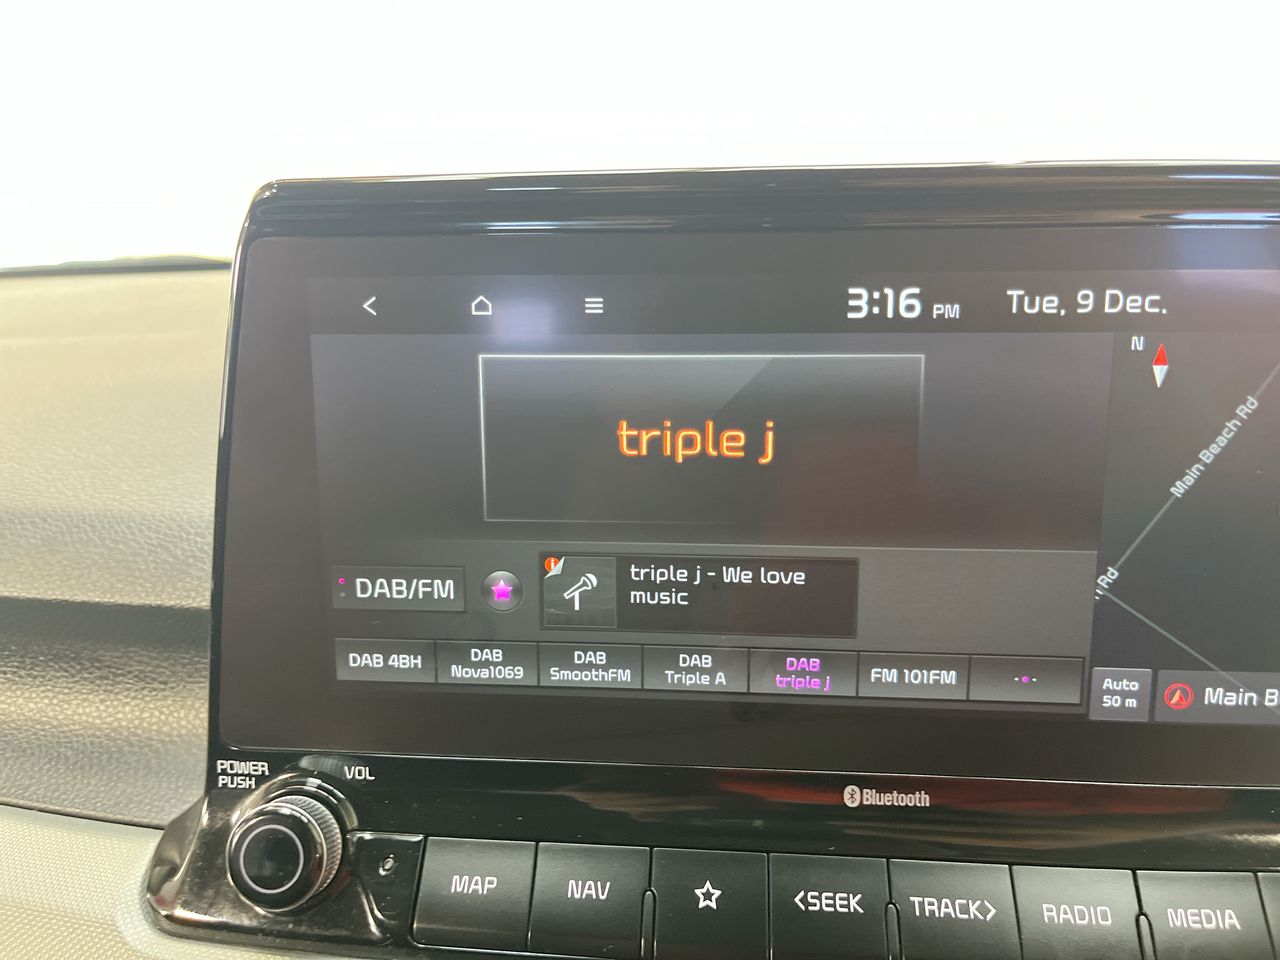 3:16 PM
Tue, 9 Dec.
N
triple j
Main Beach Rd
Rd
DAB/FM
triple j - We love
music
DAB 4BH
DAB
Nova1069
DAB
SmoothFM
DAB
Triple A
DAB
triple j
FM 101FM
Auto
50 m
Main B
POWER
PUSH
VOL
Bluetooth
MAP
NAV
<SEEK
TRACK>
RADIO
MEDIA